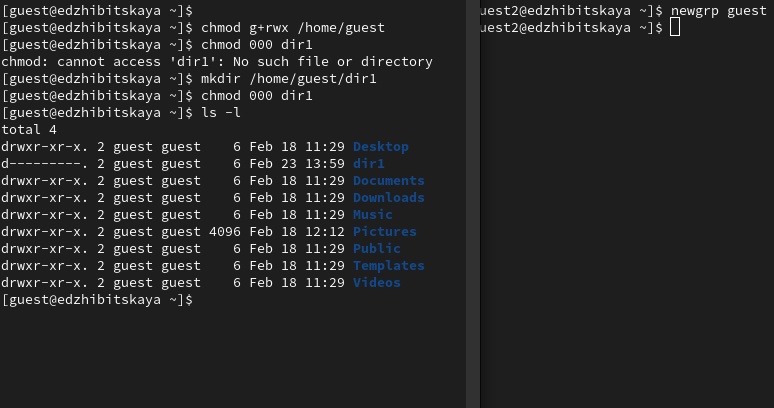 [guest@edzhibitskaya ~]$
[guest@edzhibitskaya ~]$ chmod g+rwx /home/guest
[guest@edzhibitskaya ~]$ chmod 000 dir1
chmod: cannot access 'dir1': No such file or directory
[guest@edzhibitskaya ~]$ mkdir /home/guest/dir1
[guest@edzhibitskaya ~]$ chmod 000 dir1
[guest@edzhibitskaya ~]$ ls -l
total 4
drwxr-xr-x. 2 guest guest    6 Feb 18 11:29 Desktop
d---------. 2 guest guest    6 Feb 23 13:59 dir1
drwxr-xr-x. 2 guest guest    6 Feb 18 11:29 Documents
drwxr-xr-x. 2 guest guest    6 Feb 18 11:29 Downloads
drwxr-xr-x. 2 guest guest    6 Feb 18 11:29 Music
drwxr-xr-x. 2 guest guest 4096 Feb 18 12:12 Pictures
drwxr-xr-x. 2 guest guest    6 Feb 18 11:29 Public
drwxr-xr-x. 2 guest guest    6 Feb 18 11:29 Templates
drwxr-xr-x. 2 guest guest    6 Feb 18 11:29 Videos
[guest@edzhibitskaya ~]$
uest2@edzhibitskaya ~]$ newgrp guest
uest2@edzhibitskaya ~]$